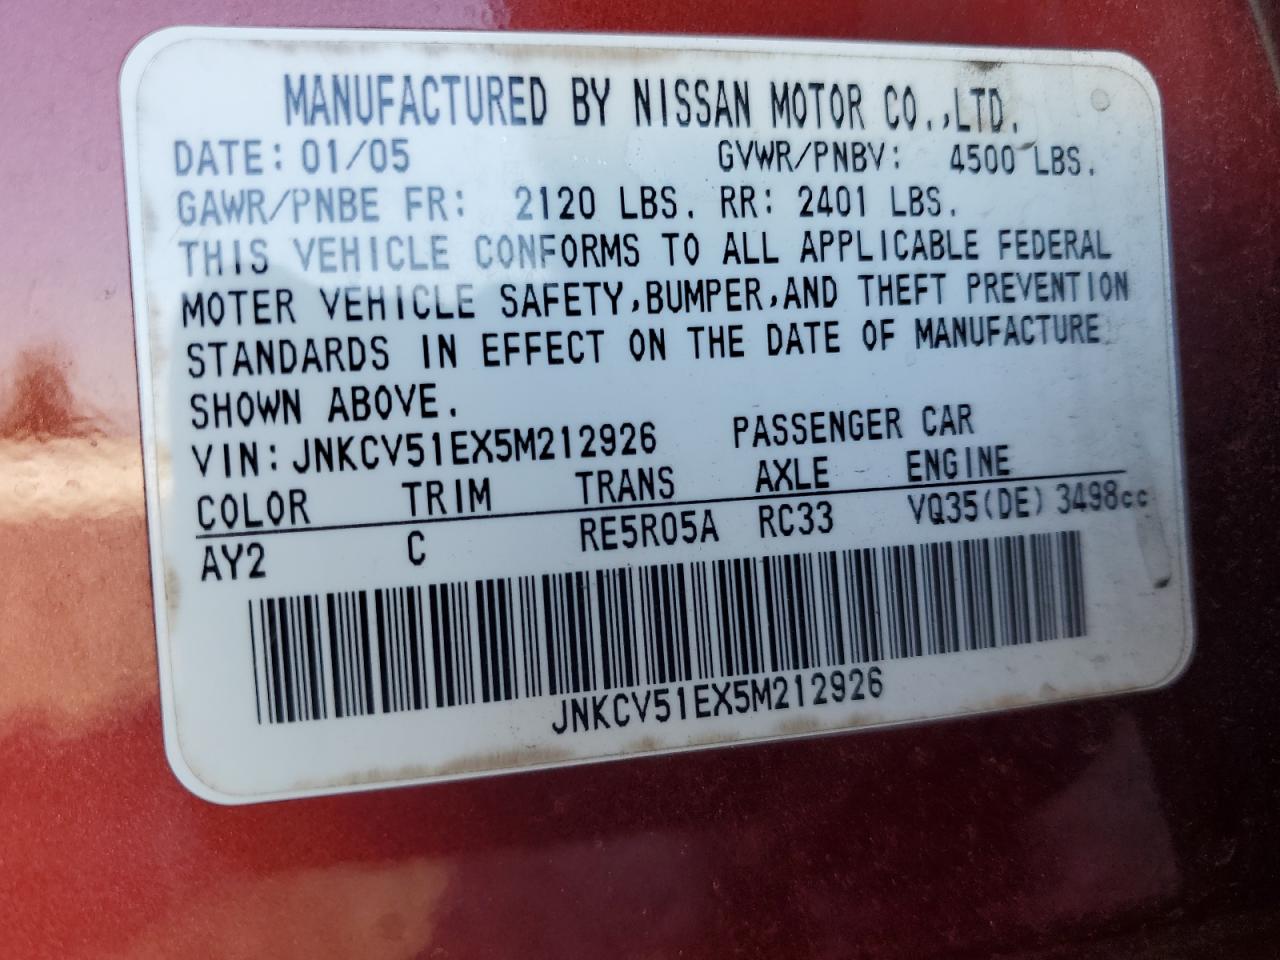 MANUFACTURED BY NISSAN MOTOR CO.,LTD.
DATE: 01/05 GVWR/PNBV: 4500 LBS.
GAWR/PNBE FR: 2120 LBS. RR: 2401 LBS.
THIS VEHICLE CONFORMS TO ALL APPLICABLE FEDERAL
MOTER VEHICLE SAFETY,BUMPER,AND THEFT PREVENTION
STANDARDS IN EFFECT ON THE DATE OF MANUFACTURE
SHOWN ABOVE.
VIN: JNKCV51EX5M212926 PASSENGER CAR
COLOR TRIM TRANS AXLE ENGINE
AY2 C RE5R05A RC33 VQ35(DE) 3498cc
JNKCV51EX5M212926